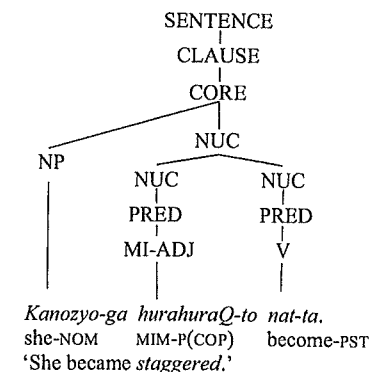 SENTENCE
CLAUSE
CORE
NUC
NP
NUC NUC
PRED PRED
MI-ADJ V
Kanozyo-ga hurahuraQ-to nat-ta.
she-NOM MIM-P(COP) become-PST
'She became staggered.'